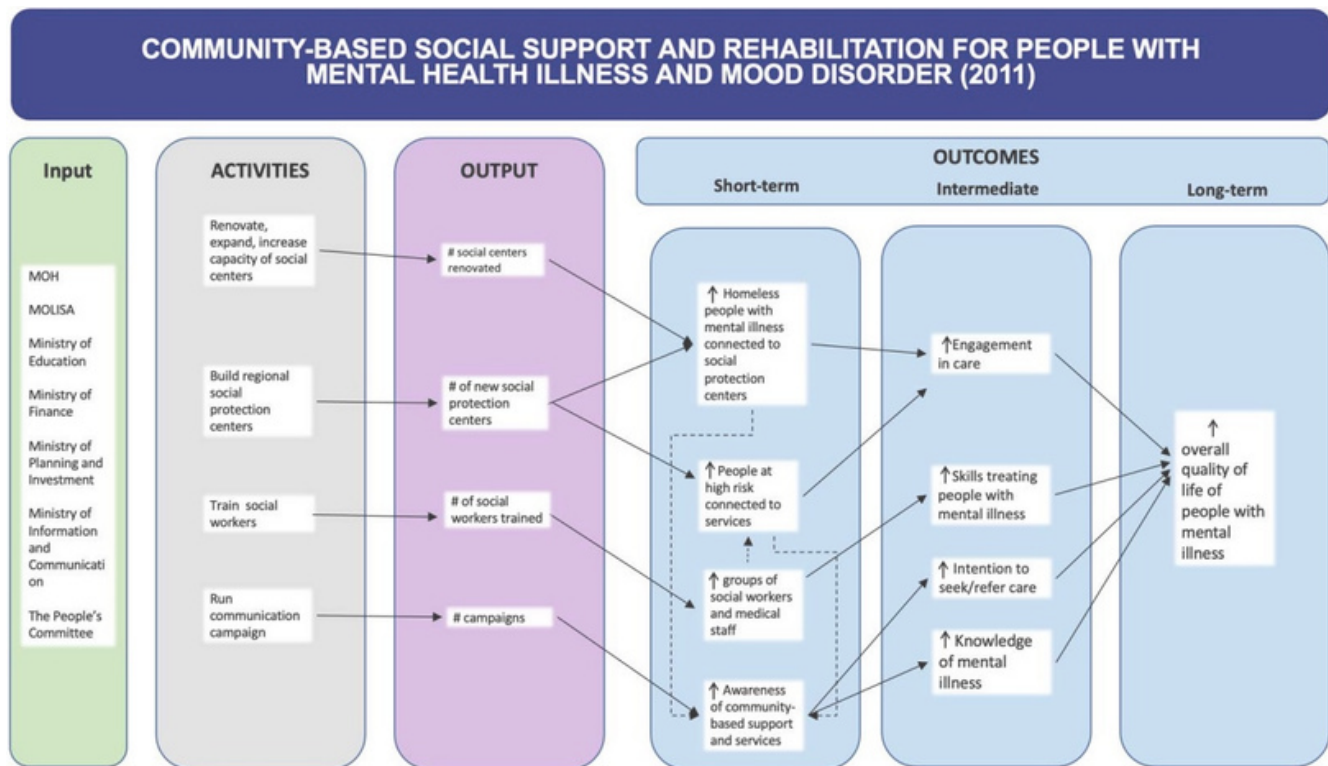 COMMUNITY-BASED SOCIAL SUPPORT AND REHABILITATION FOR PEOPLE WITH
MENTAL HEALTH ILLNESS AND MOOD DISORDER (2011)
Input
MOH
MOLISA
Ministry of
Education
Ministry of
Finance
Ministry of
Planning and
Investment
Ministry of
Information
and
Communicati
on
The People's
Committee
ACTIVITIES
Renovate,
expand, increase
capacity of social
centers
Build regional
social
protection
centers
Train social
workers
Run
communication
campaign
OUTPUT
# social centers
renovated
# of new social
protection
centers
# of social
workers trained
# campaigns
OUTCOMES
Short-term
↑ Homeless
people with
mental illness
connected to
social
protection
centers
↑ People at
high risk
connected to
services
↑ groups of
social workers
and medical
staff
↑ Awareness
of community-
based support
and services
Intermediate
↑Engagement
in care
↑Skills treating
people with
mental illness
↑ Intention to
seek/refer care
↑ Knowledge
of mental
illness
Long-term
↑
overall
quality of
life of
people with
mental
illness